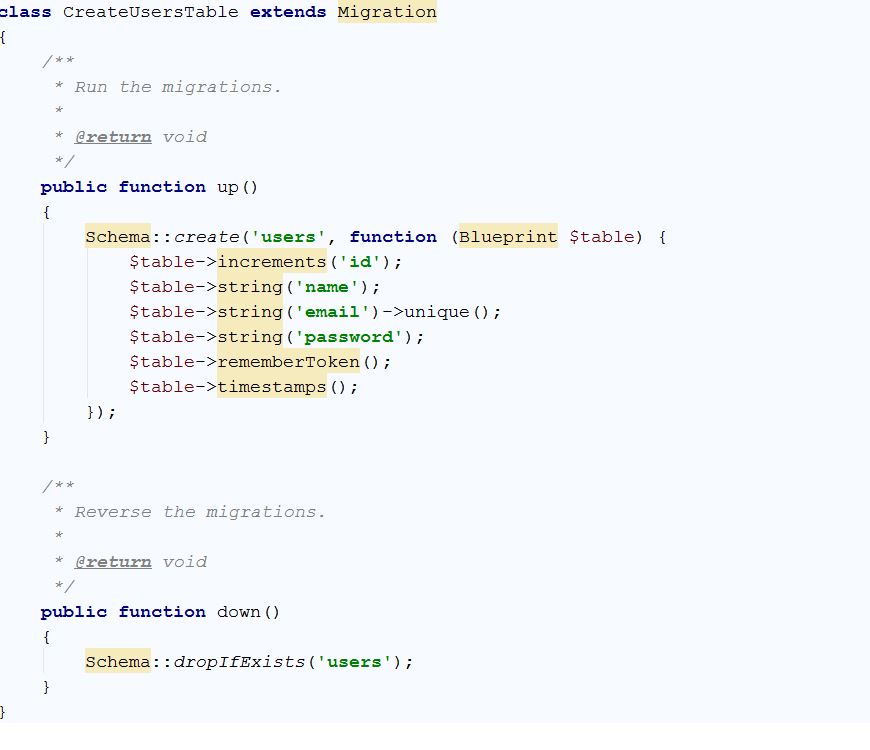 class CreateUsersTable extends Migration
{
    /**
     * Run the migrations.
     *
     * @return void
     */
    public function up()
    {
        Schema::create('users', function (Blueprint $table) {
            $table->increments('id');
            $table->string('name');
            $table->string('email')->unique();
            $table->string('password');
            $table->rememberToken();
            $table->timestamps();
        });
    }

    /**
     * Reverse the migrations.
     *
     * @return void
     */
    public function down()
    {
        Schema::dropIfExists('users');
    }
}